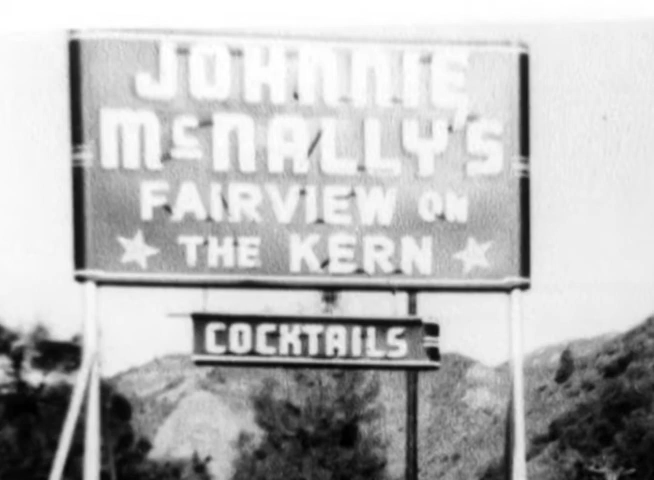 JOHNNIE
McNALLY'S
FAIRVIEW ON
THE KERN
COCKTAILS